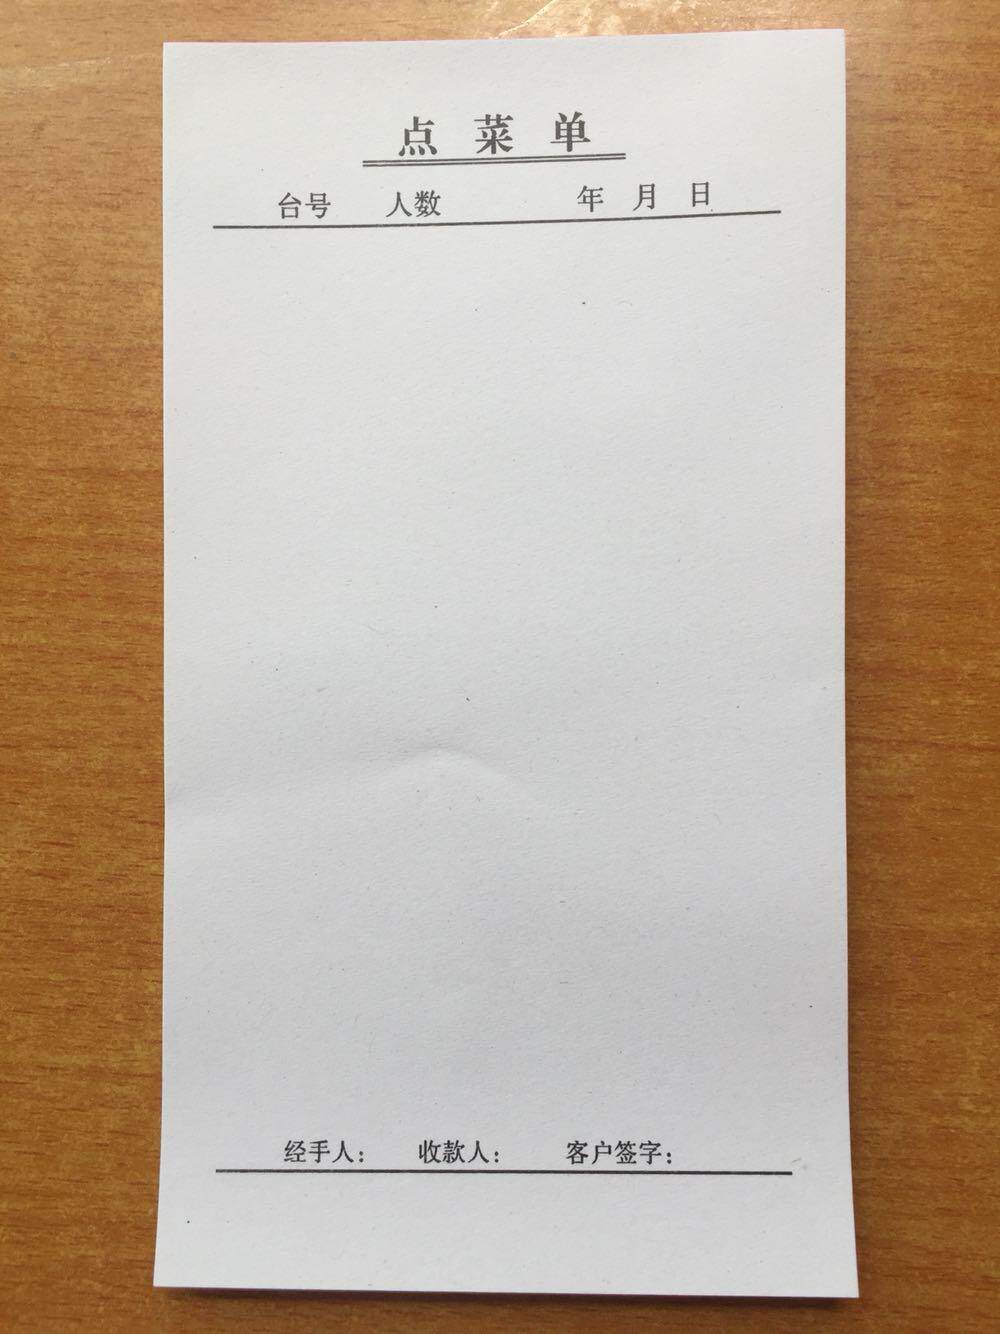 点菜单
台号 人数 年 月 日
经手人： 收款人： 客户签字：